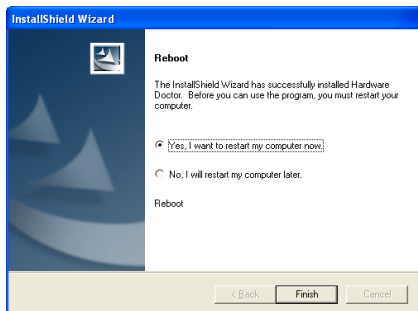 InstallShield Wizard
Reboot
The InstallShield Wizard has successfully installed Hardware
Doctor. Before you can use the program, you must restart your
computer.
Yes, I want to restart my computer now.
No, I will restart my computer later.
Reboot
< Back Finish Cancel